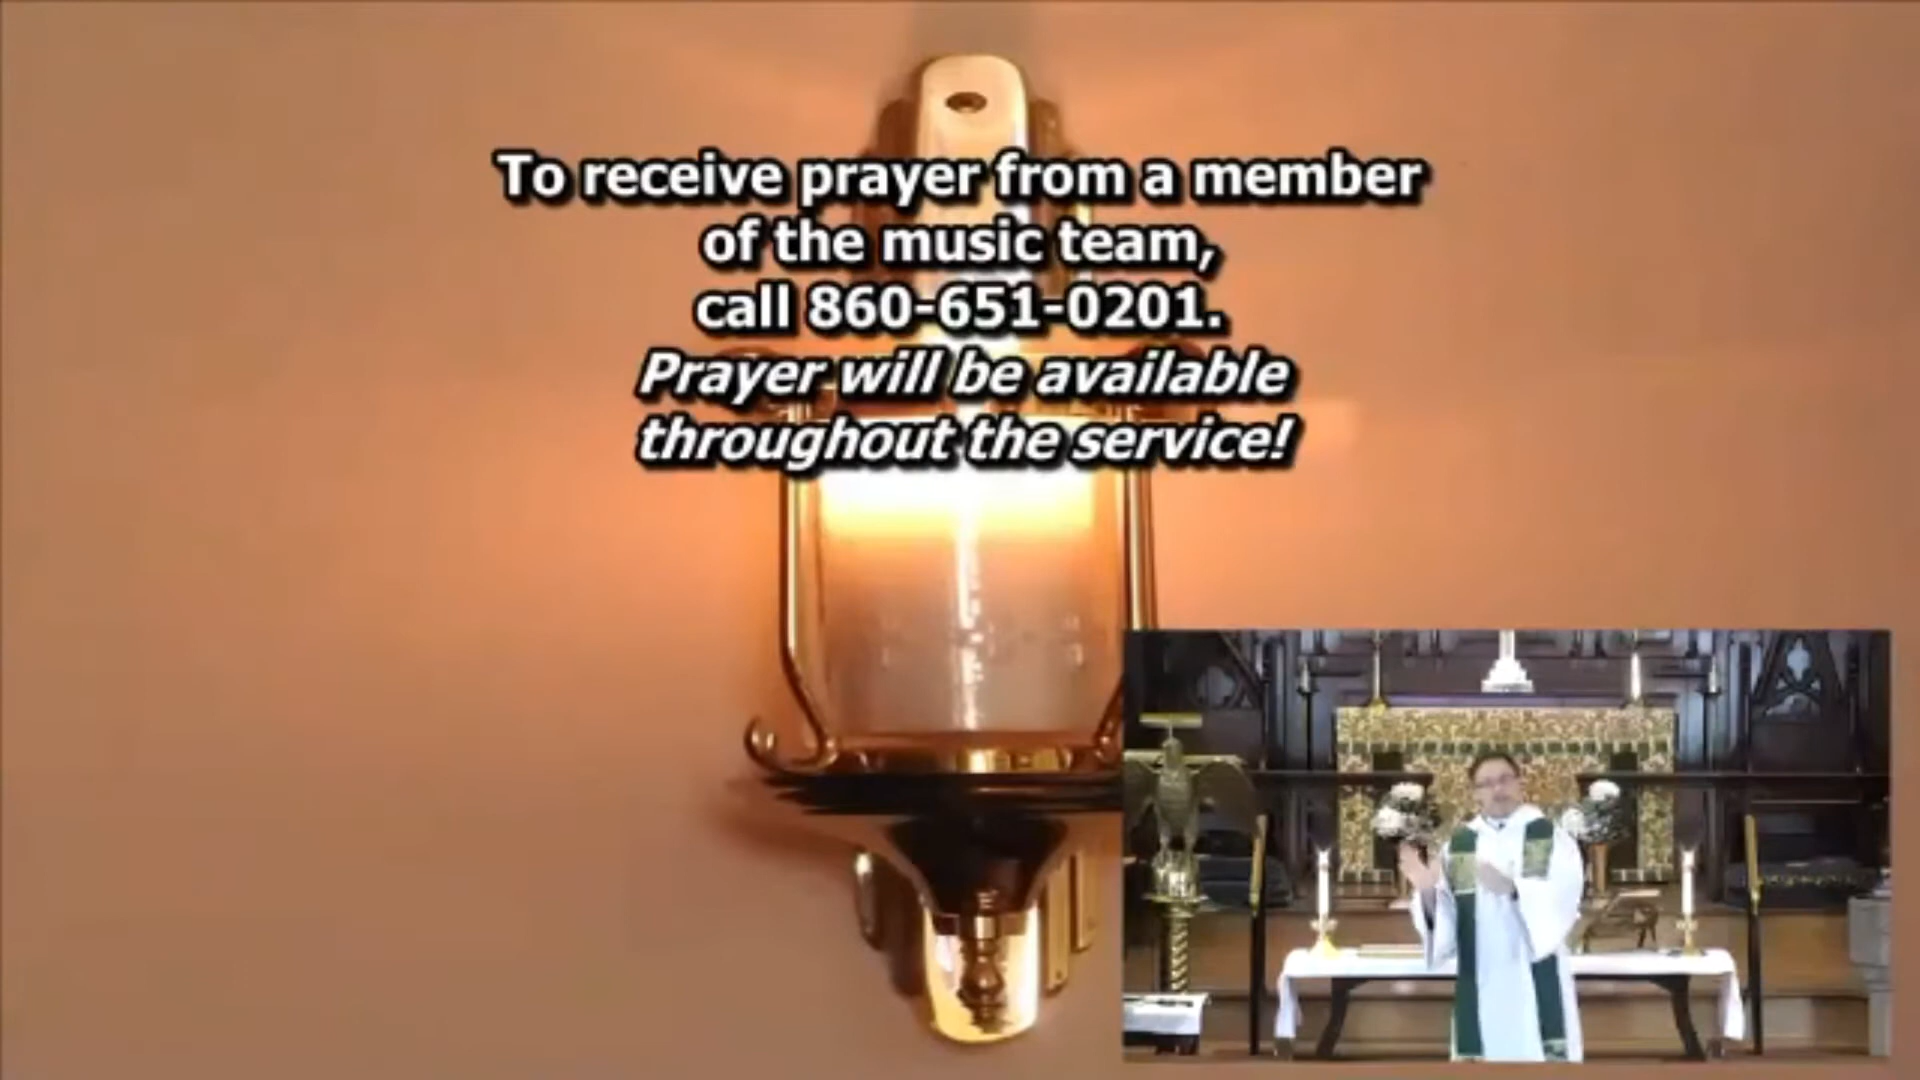 To receive prayer from a member
of the music team,
call 860-651-0201.
Prayer will be available
throughout the service!